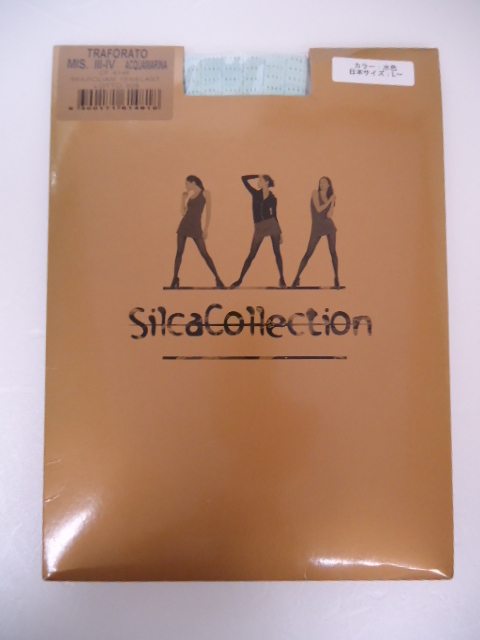 TRAFORATO
MIS. III-IV ACQUAMARINA
カラー:水色
日本サイズ:L~
SilcaCollection